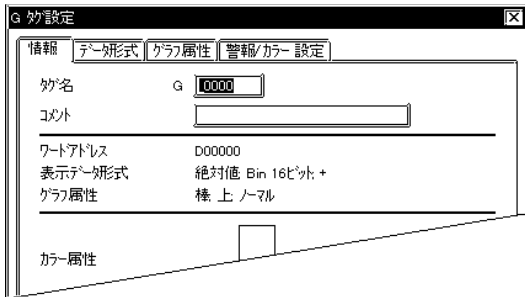 G ﾀｸﾞ設定
情報 ﾃﾞｰﾀ形式 ｸﾞﾗﾌ属性 警報/ｶﾗｰ 設定
ﾀｸﾞ名 G 0000
ｺﾒﾝﾄ
ﾜｰﾄﾞｱﾄﾞﾚｽ D00000
表示ﾃﾞｰﾀ形式 絶対値, Bin 16ﾋﾞｯﾄ, +
ｸﾞﾗﾌ属性 棒, 上, ﾉｰﾏﾙ
ｶﾗｰ属性